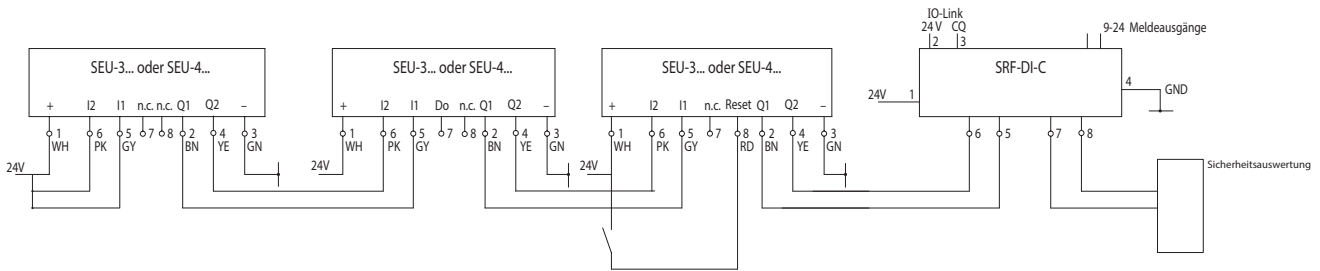 IO-Link
24 V CQ
2 3
9-24 Meldeausgänge
SEU-3... oder SEU-4...
SEU-3... oder SEU-4...
SEU-3... oder SEU-4...
SRF-DI-C
4
GND
24V 1
+ I2 I1 n.c. n.c. Q1 Q2 –
+ I2 I1 Do n.c. Q1 Q2 –
+ I2 I1 n.c. Reset Q1 Q2 –
1 6 5 7 8 2 4 3
WH PK GY BN YE GN
1 6 5 7 8 2 4 3
WH PK GY BN YE GN
1 6 5 7 8 2 4 3
WH PK GY RD BN YE GN
6 5 7 8
24V
24V
24V
Sicherheitsauswertung